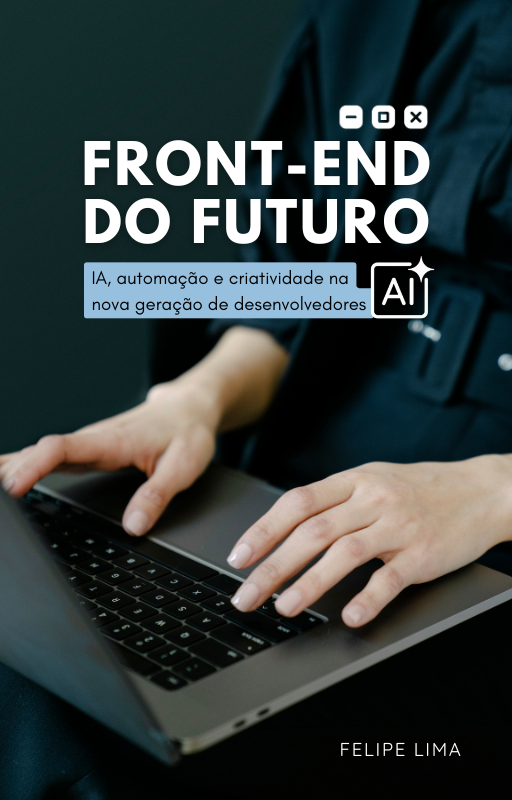 FRONT-END
DO FUTURO
IA, automação e criatividade na
nova geração de desenvolvedores
AI
FELIPE LIMA